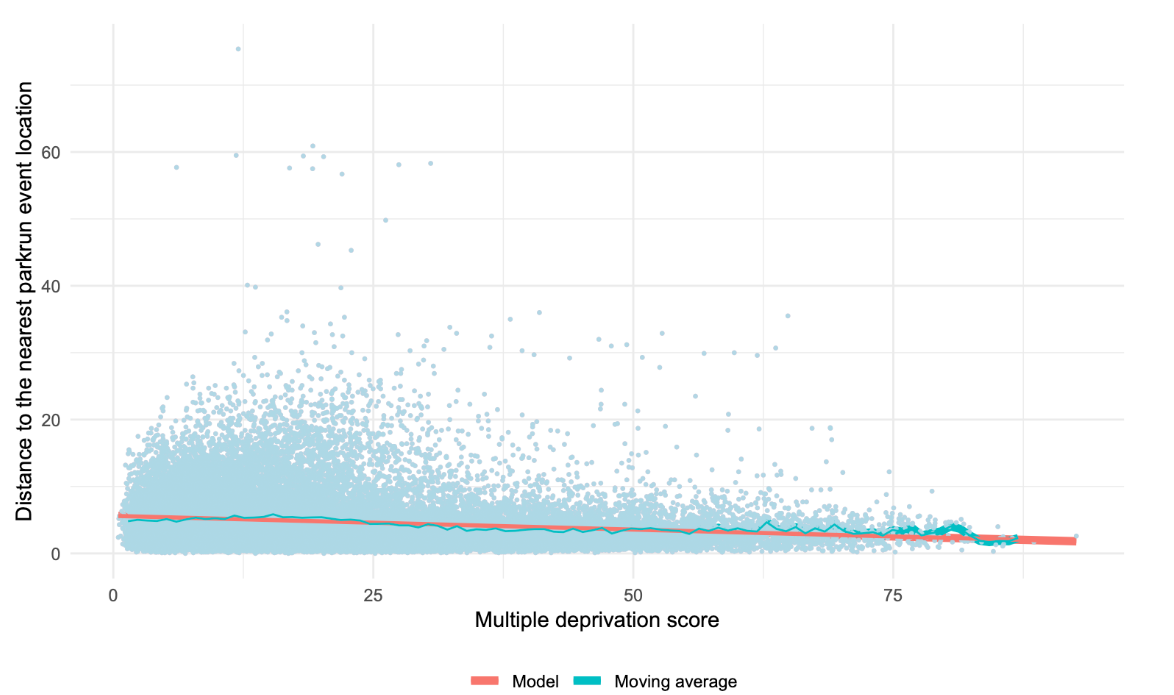 Distance to the nearest parkrun event location
60
40
20
0
0 25 50 75
Multiple deprivation score
Model Moving average